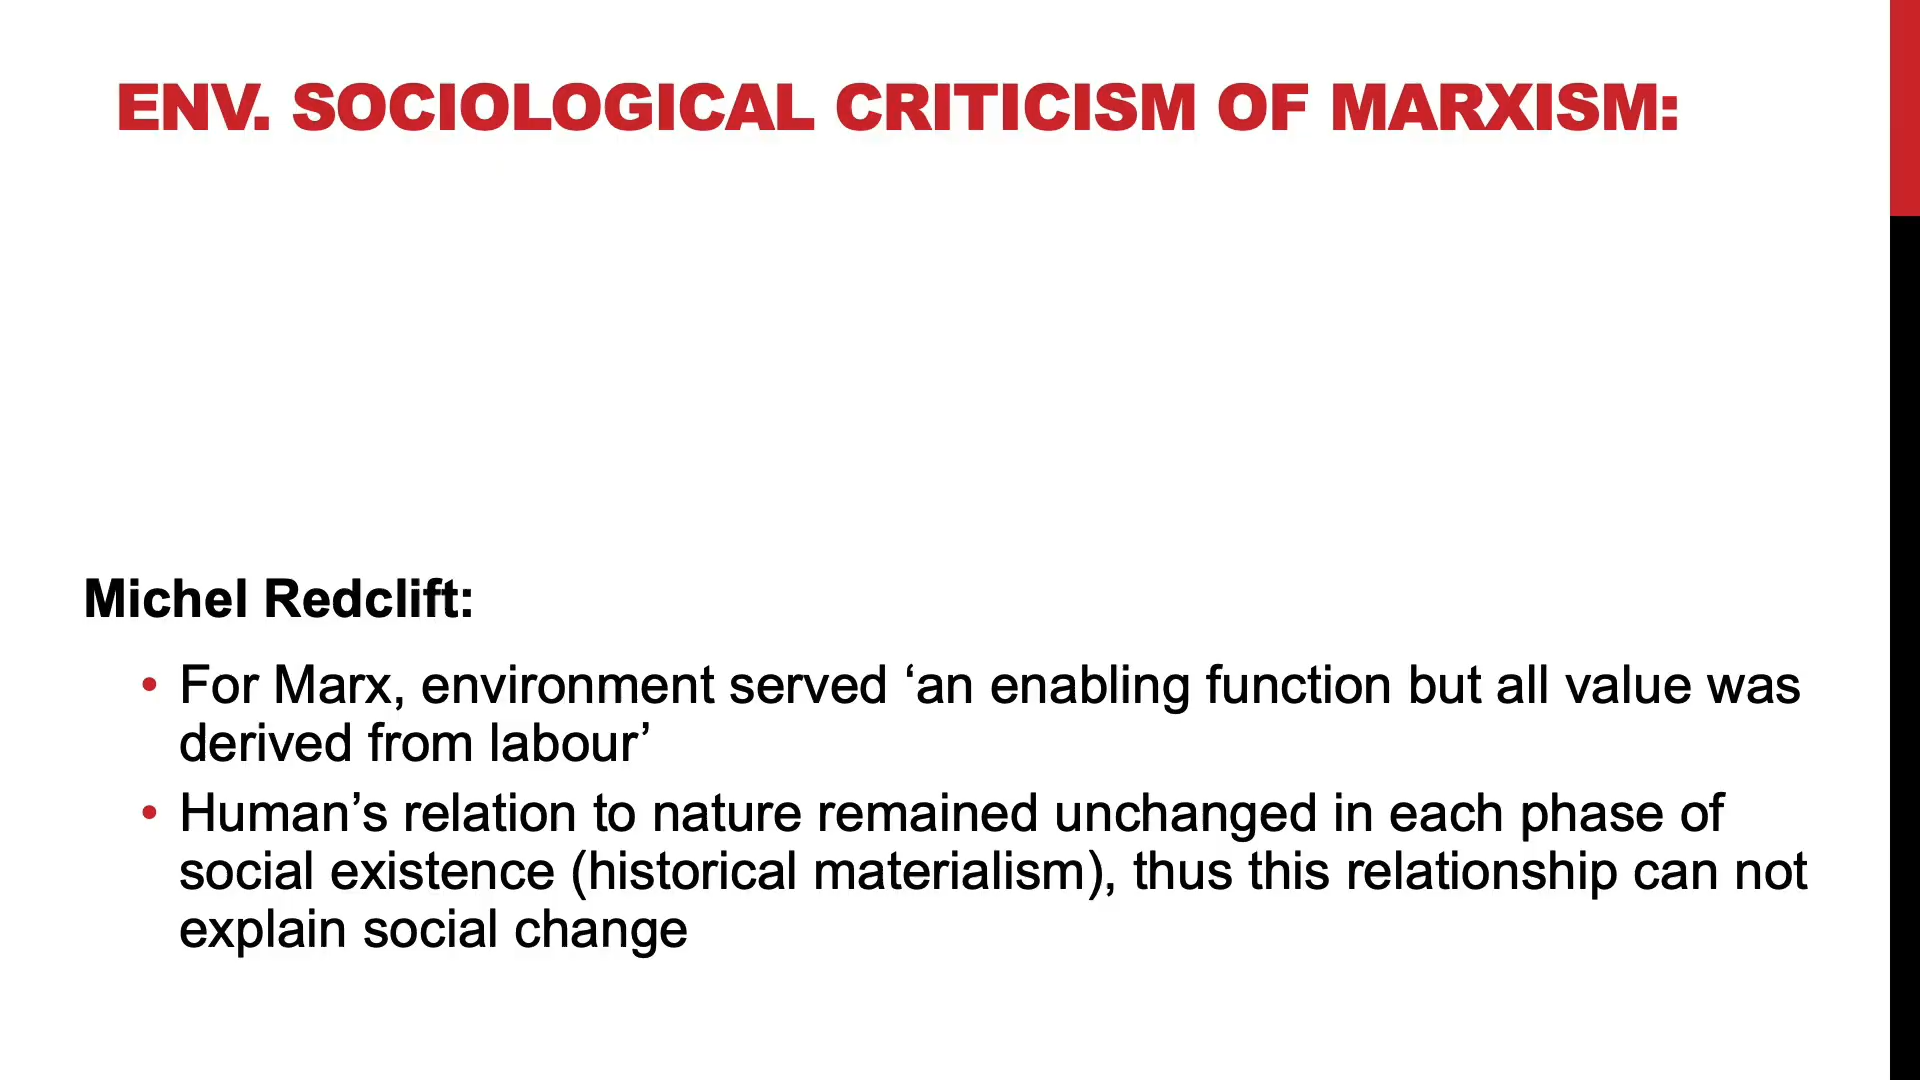 ENV. SOCIOLOGICAL CRITICISM OF MARXISM:
Michel Redclift:
• For Marx, environment served ‘an enabling function but all value was
derived from labour’
• Human’s relation to nature remained unchanged in each phase of
social existence (historical materialism), thus this relationship can not
explain social change